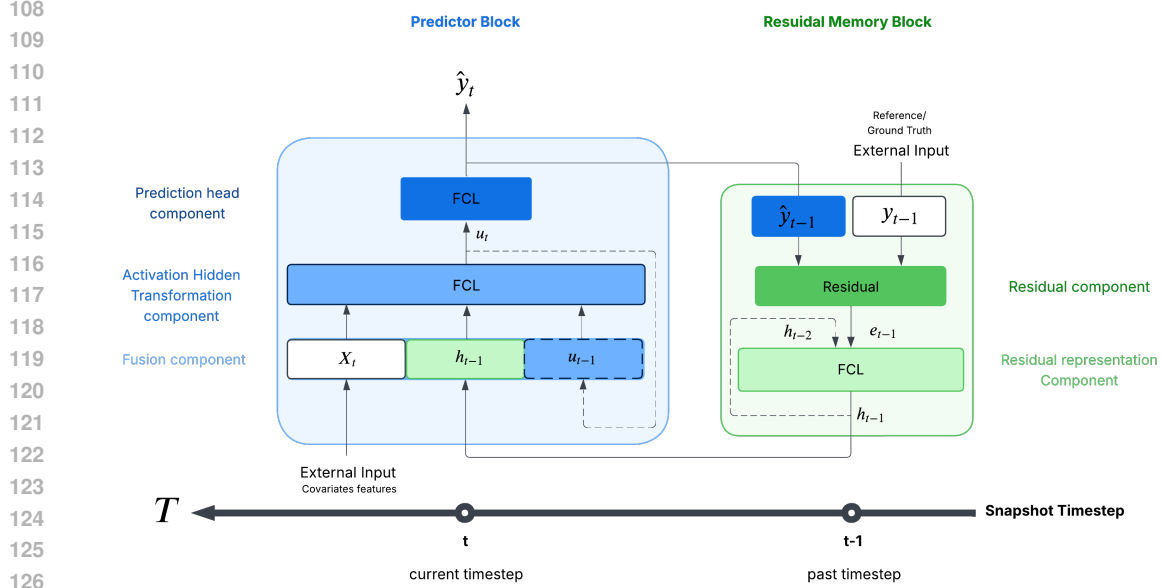 108
109
110
111
112
113
114
115
116
117
118
119
120
121
122
123
124
125
126
Predictor Block
Resuidal Memory Block
ŷₜ
Reference/
Ground Truth
External Input
Prediction head
component
FCL
ŷₜ₋₁
yₜ₋₁
uₜ
Activation Hidden
Transformation
component
FCL
Residual
Residual component
hₜ₋₂
eₜ₋₁
Fusion component
Xₜ
hₜ₋₁
uₜ₋₁
FCL
Residual representation
Component
hₜ₋₁
External Input
Covariates features
T
Snapshot Timestep
t
t-1
current timestep
past timestep